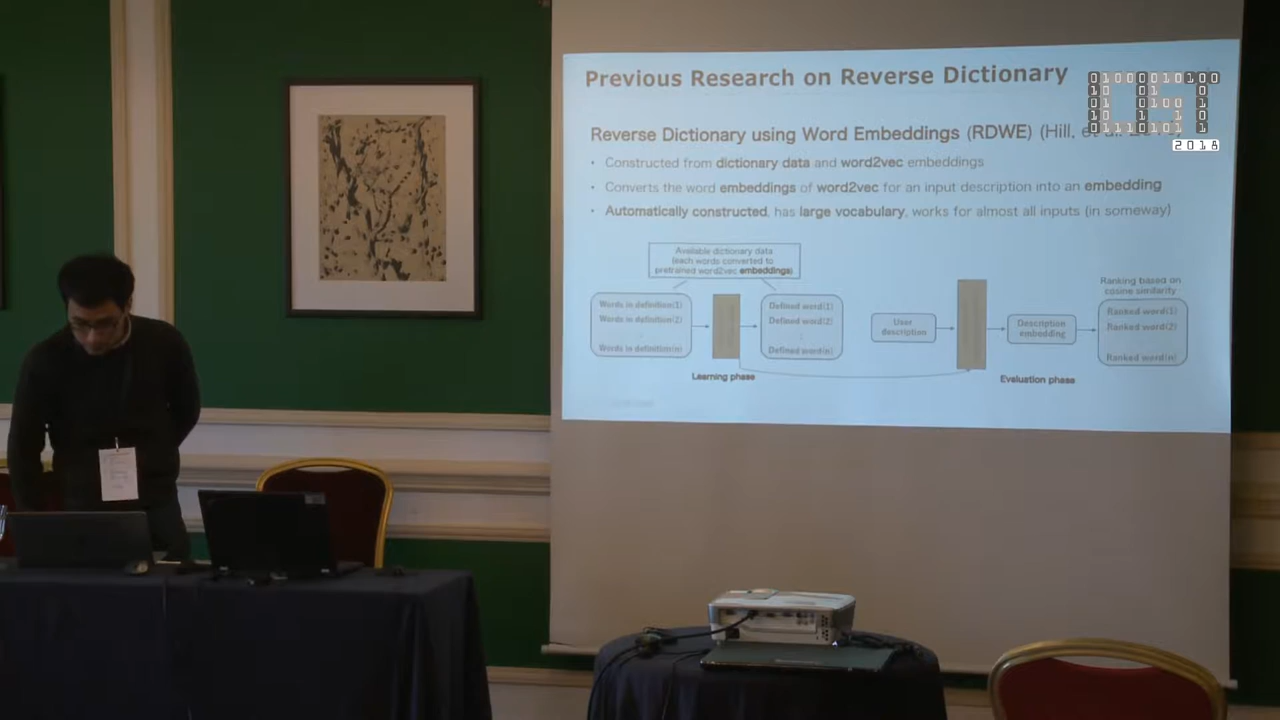 Previous Research on Reverse Dictionary
01000010100
2018
Reverse Dictionary using Word Embeddings (RDWE) (Hill, et al.
• Constructed from dictionary data and word2vec embeddings
• Converts the word embeddings of word2vec for an input description into an embedding
• Automatically constructed, has large vocabulary, works for almost all inputs (in someway)
Available dictionary data
(each words converted to
pretrained word2vec embeddings)
Words in definition(1)
Words in definition(2)
Words in definition(n)
Defined word(1)
Defined word(2)
Defined word(n)
Learning phase
User
description
Description
embedding
Ranking based on
cosine similarity
Ranked word(1)
Ranked word(2)
Ranked word(n)
Evaluation phase